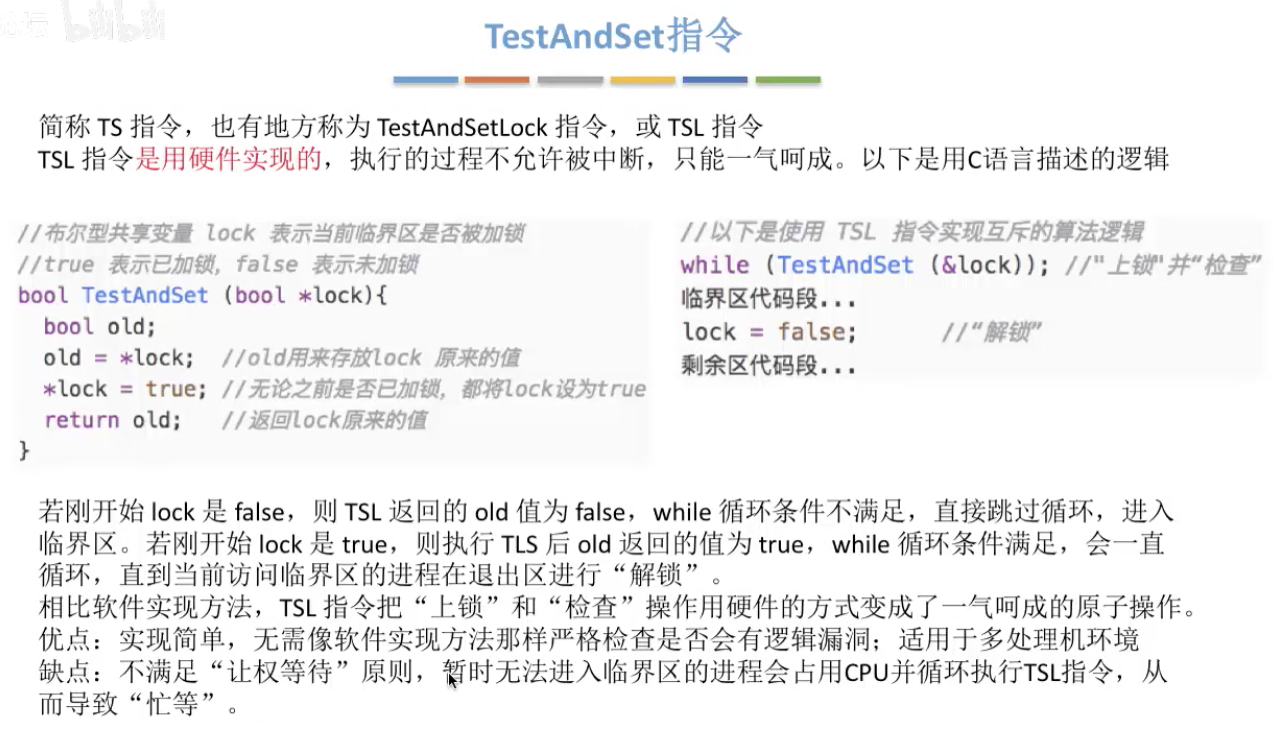 bilibili
TestAndSet指令
简称 TS 指令，也有地方称为 TestAndSetLock 指令，或 TSL 指令
TSL 指令是用硬件实现的，执行的过程不允许被中断，只能一气呵成。以下是用C语言描述的逻辑
//布尔型共享变量 lock 表示当前临界区是否被加锁
//true 表示已加锁，false 表示未加锁
bool TestAndSet (bool *lock){
bool old;
old = *lock; //old用来存放lock 原来的值
*lock = true; //无论之前是否已加锁，都将lock设为true
return old; //返回lock原来的值
}
//以下是使用 TSL 指令实现互斥的算法逻辑
while (TestAndSet (&lock)); //"上锁"并“检查”
临界区代码段...
lock = false; //“解锁”
剩余区代码段...
若刚开始 lock 是 false，则 TSL 返回的 old 值为 false，while 循环条件不满足，直接跳过循环，进入
临界区。若刚开始 lock 是 true，则执行 TLS 后 old 返回的值为 true，while 循环条件满足，会一直
循环，直到当前访问临界区的进程在退出区进行“解锁”。
相比软件实现方法，TSL 指令把“上锁”和“检查”操作用硬件的方式变成了一气呵成的原子操作。
优点：实现简单，无需像软件实现方法那样严格检查是否会有逻辑漏洞；适用于多处理机环境
缺点：不满足“让权等待”原则，暂时无法进入临界区的进程会占用CPU并循环执行TSL指令，从
而导致“忙等”。